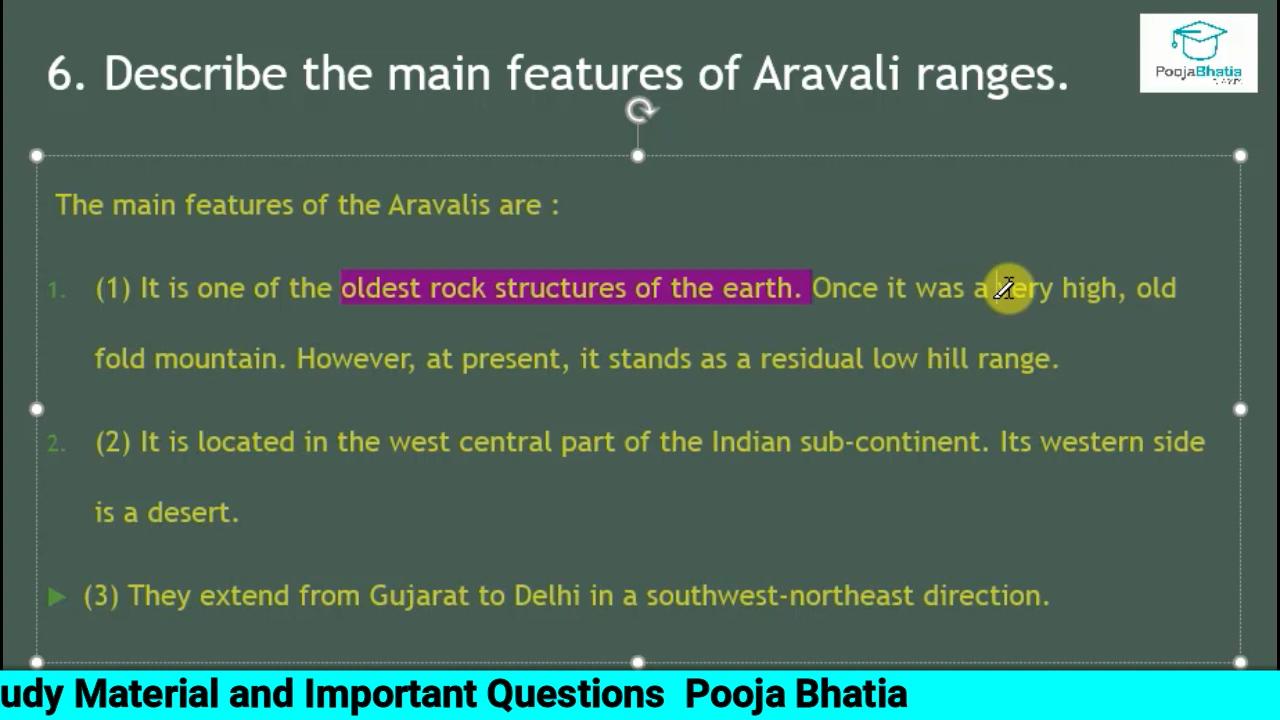 6. Describe the main features of Aravali ranges.
PoojaBhatia
The main features of the Aravalis are :
1. (1) It is one of the oldest rock structures of the earth. Once it was a very high, old
fold mountain. However, at present, it stands as a residual low hill range.
2. (2) It is located in the west central part of the Indian sub-continent. Its western side
is a desert.
(3) They extend from Gujarat to Delhi in a southwest-northeast direction.
udy Material and Important Questions Pooja Bhatia